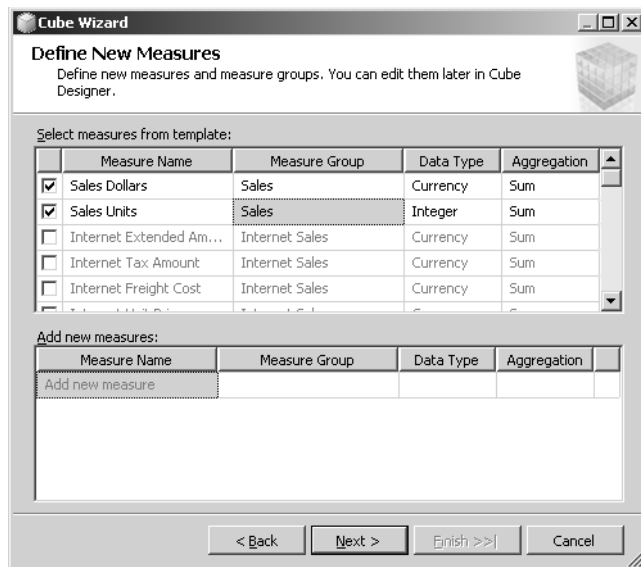 Cube Wizard
Define New Measures
Define new measures and measure groups. You can edit them later in Cube
Designer.
Select measures from template:
Measure Name Measure Group Data Type Aggregation
Sales Dollars Sales Currency Sum
Sales Units Sales Integer Sum
Internet Extended Am... Internet Sales Currency Sum
Internet Tax Amount Internet Sales Currency Sum
Internet Freight Cost Internet Sales Currency Sum
Add new measures:
Measure Name Measure Group Data Type Aggregation
Add new measure
< Back Next > Finish >>| Cancel